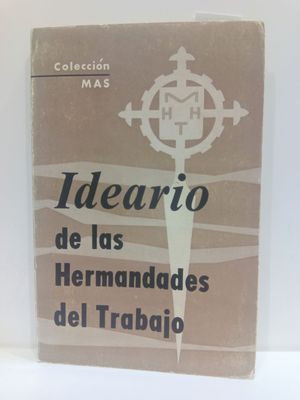 Colección
MAS
M
H H
T
Ideario
de las
Hermandades
del Trabajo